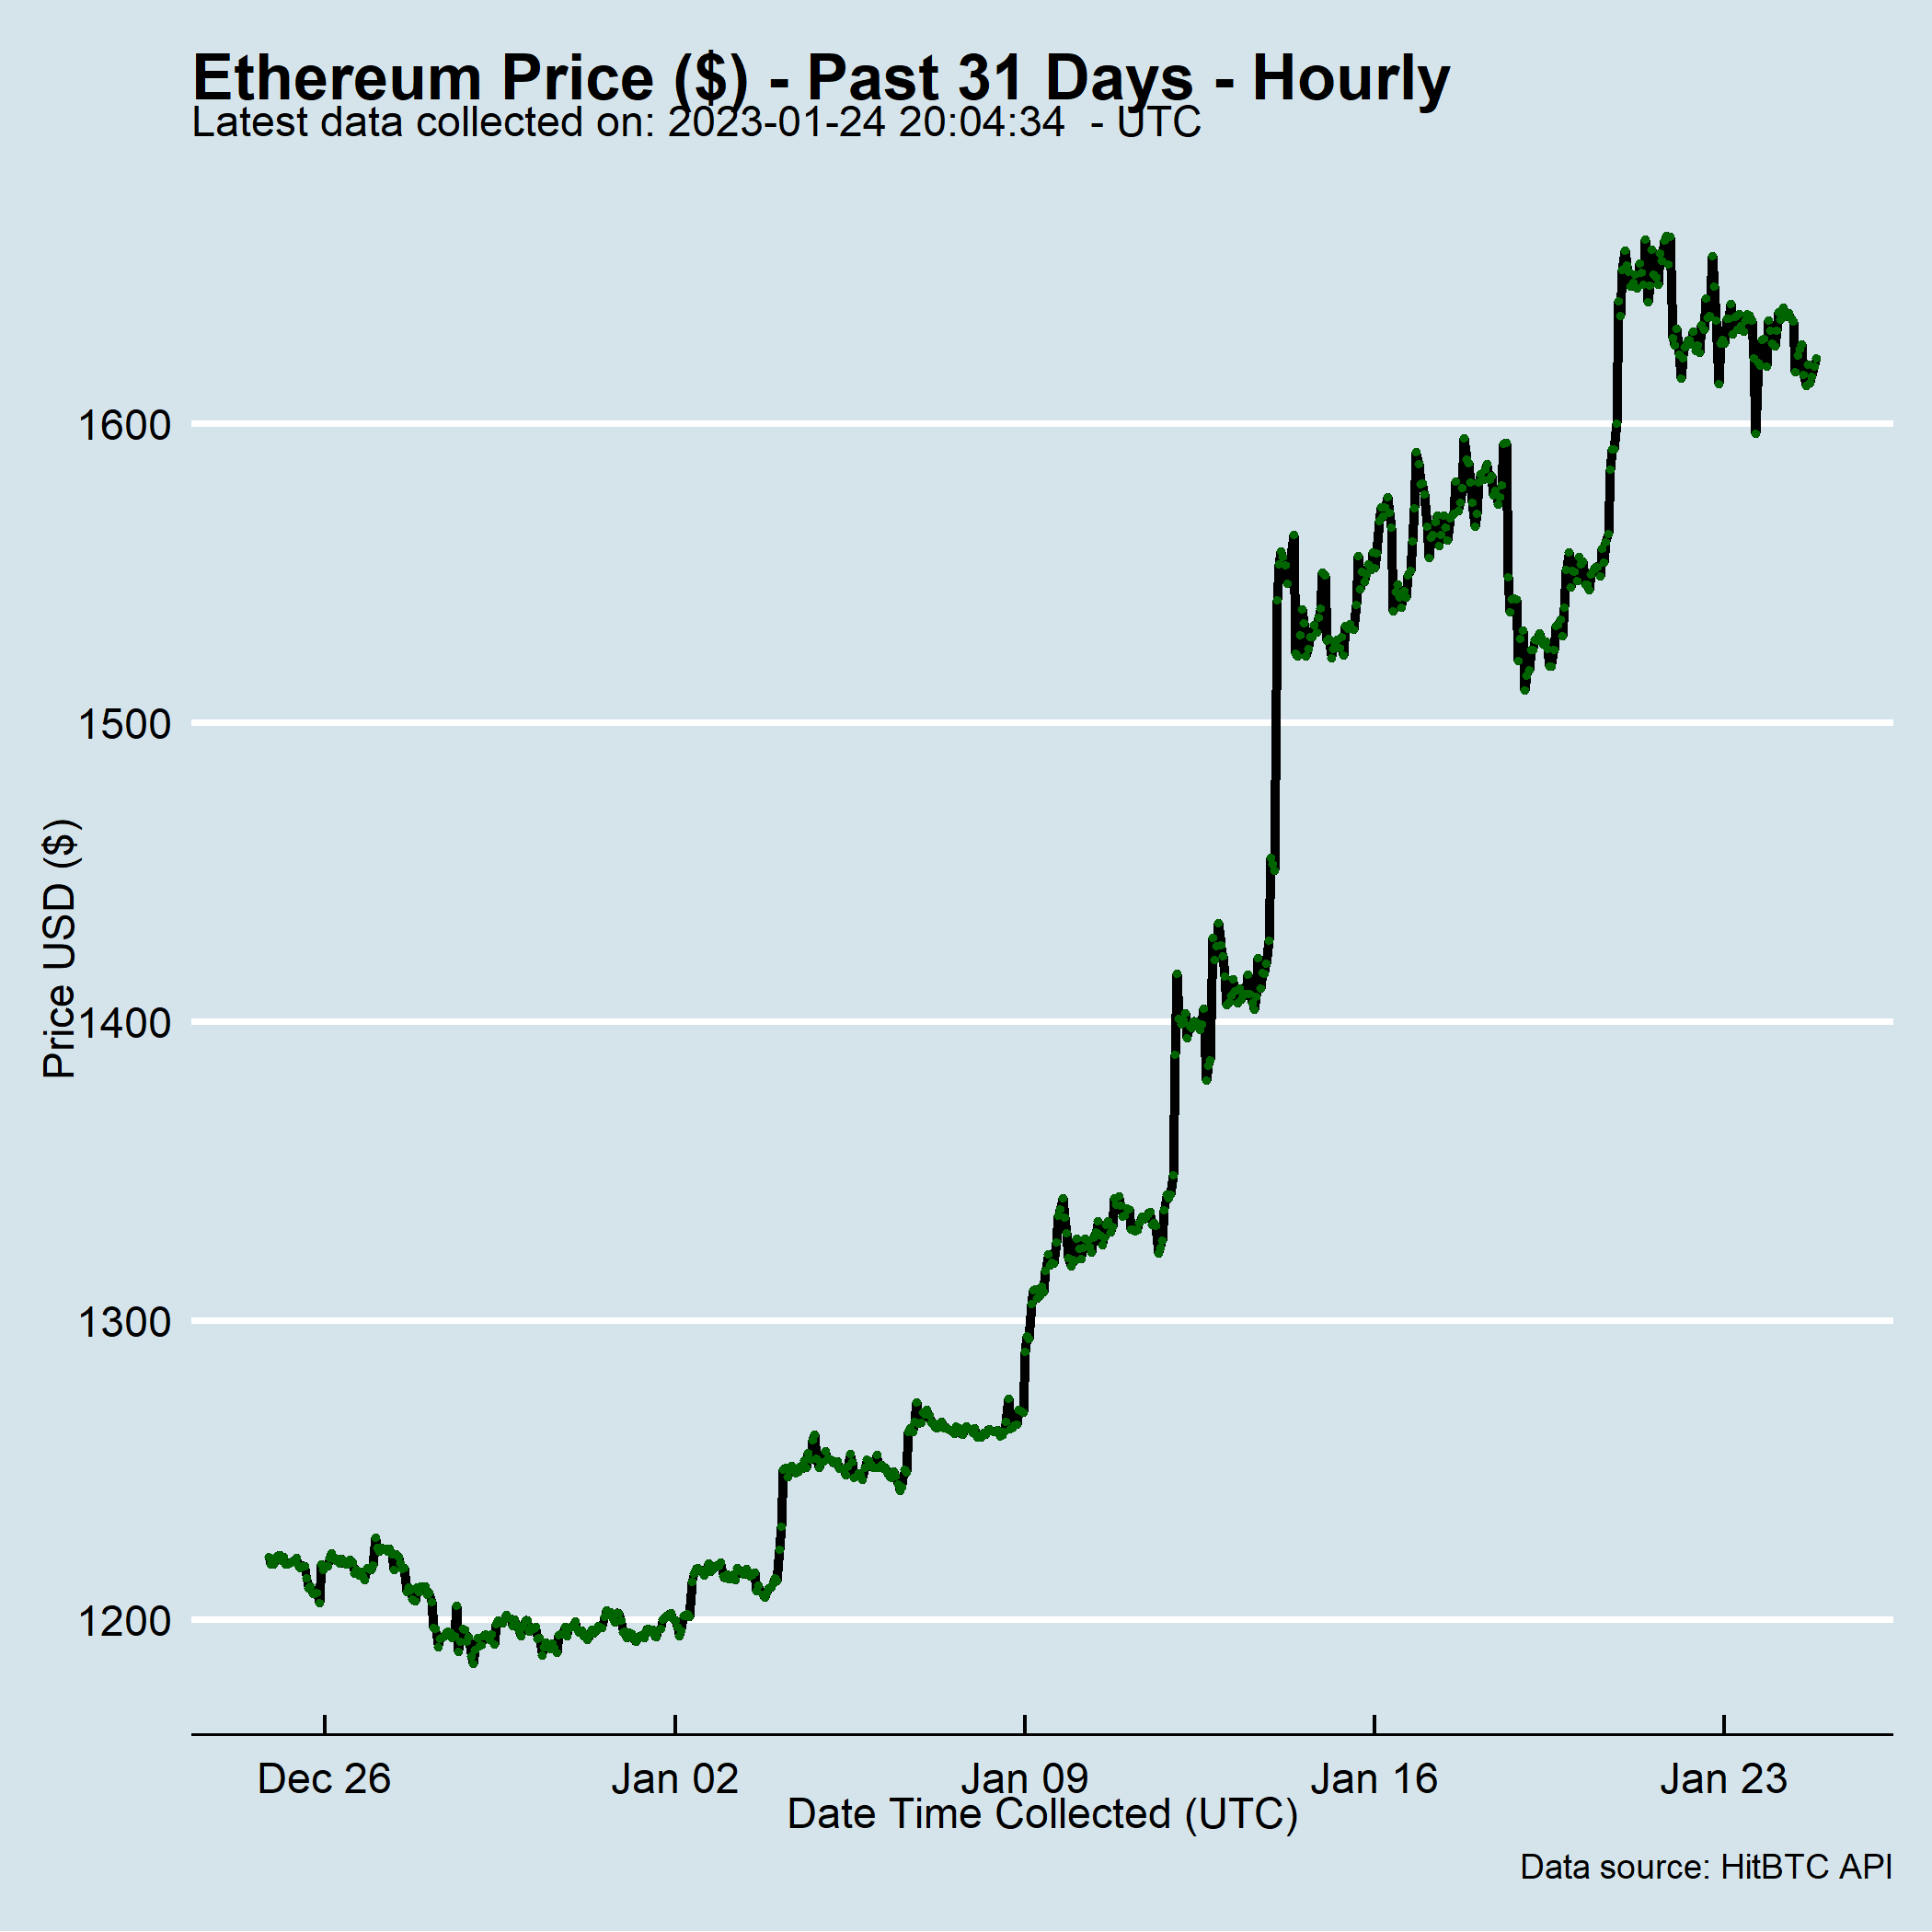 Ethereum Price ($) - Past 31 Days - Hourly
Latest data collected on: 2023-01-24 20:04:34  - UTC
1600
1500
1400
1300
1200
Price USD ($)
Dec 26
Jan 02
Jan 09
Jan 16
Jan 23
Date Time Collected (UTC)
Data source: HitBTC API